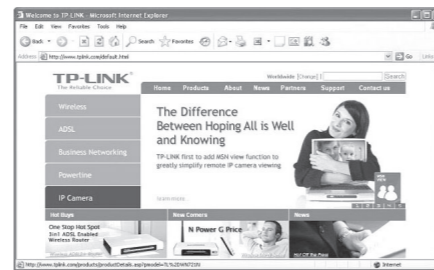 Welcome to TP-LINK - Microsoft Internet Explorer
File Edit View Favorites Tools Help
Back Search Favorites
Address http://www.tplink.com/default.html Go
TP-LINK
The Reliable Choice
Worldwide [Change] Search
Home Products About News Partners Support Contact us
Wireless
ADSL
Business Networking
Powerline
IP Camera
The Difference
Between Hoping All is Well
and Knowing
TP-LINK first to add MSN view function to
greatly simplify remote IP camera viewing
Hot Buys
New Comers
News
One Stop Hot Spot
5in1 ADSL Enabled
Wireless Router
N Power G Price
Internet